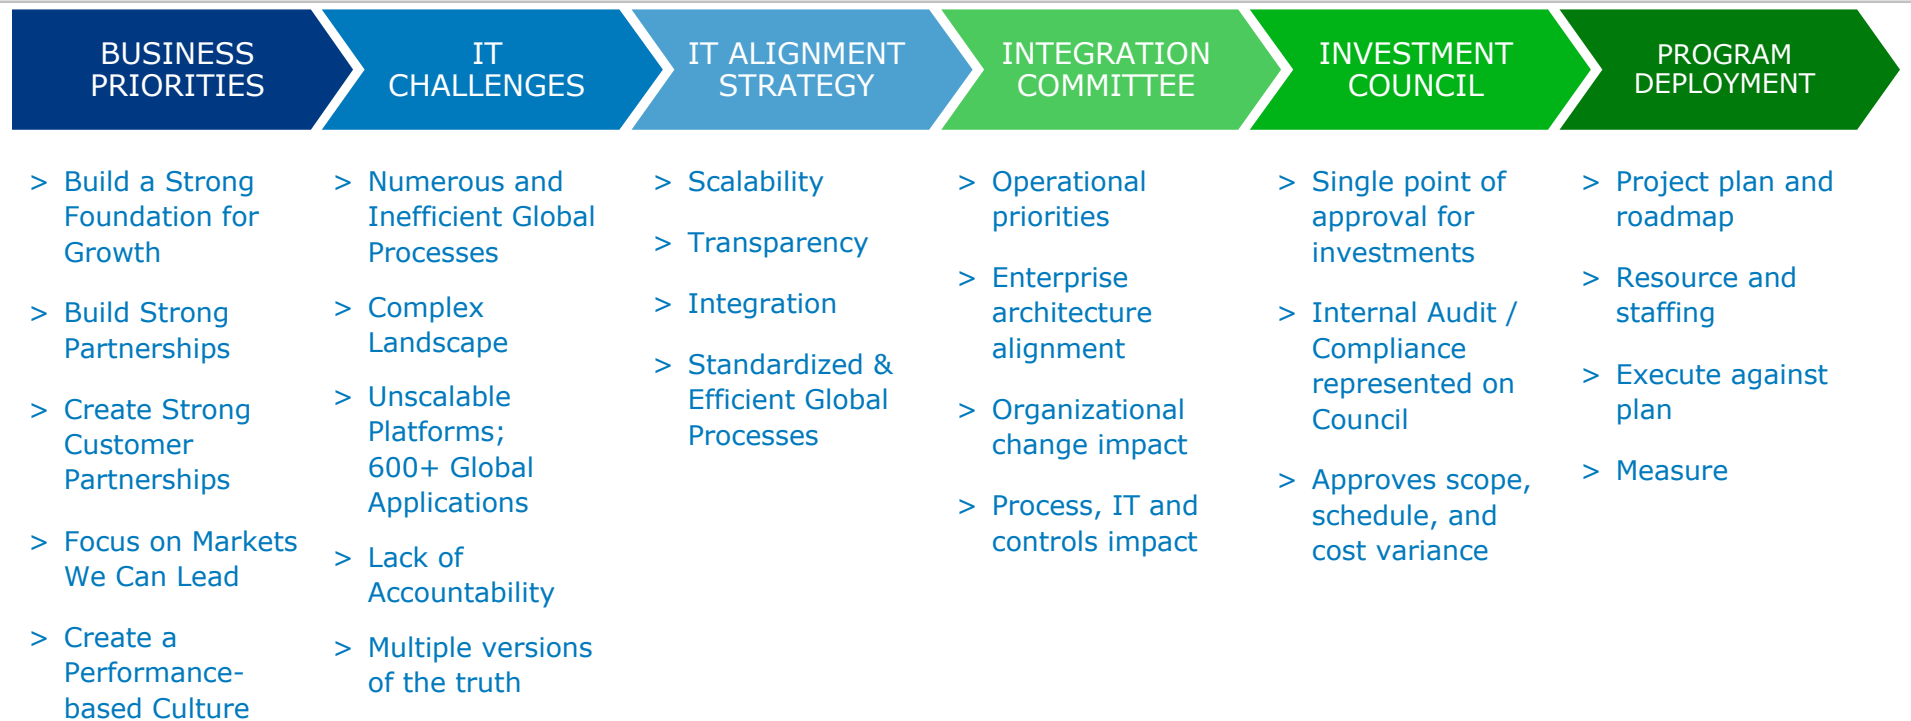 BUSINESS
PRIORITIES
IT
CHALLENGES
IT ALIGNMENT
STRATEGY
INTEGRATION
COMMITTEE
INVESTMENT
COUNCIL
PROGRAM
DEPLOYMENT
> Build a Strong
Foundation for
Growth
> Build Strong
Partnerships
> Create Strong
Customer
Partnerships
> Focus on Markets
We Can Lead
> Create a
Performance-
based Culture
> Numerous and
Inefficient Global
Processes
> Complex
Landscape
> Unscalable
Platforms;
600+ Global
Applications
> Lack of
Accountability
> Multiple versions
of the truth
> Scalability
> Transparency
> Integration
> Standardized &
Efficient Global
Processes
> Operational
priorities
> Enterprise
architecture
alignment
> Organizational
change impact
> Process, IT and
controls impact
> Single point of
approval for
investments
> Internal Audit /
Compliance
represented on
Council
> Approves scope,
schedule, and
cost variance
> Project plan and
roadmap
> Resource and
staffing
> Execute against
plan
> Measure